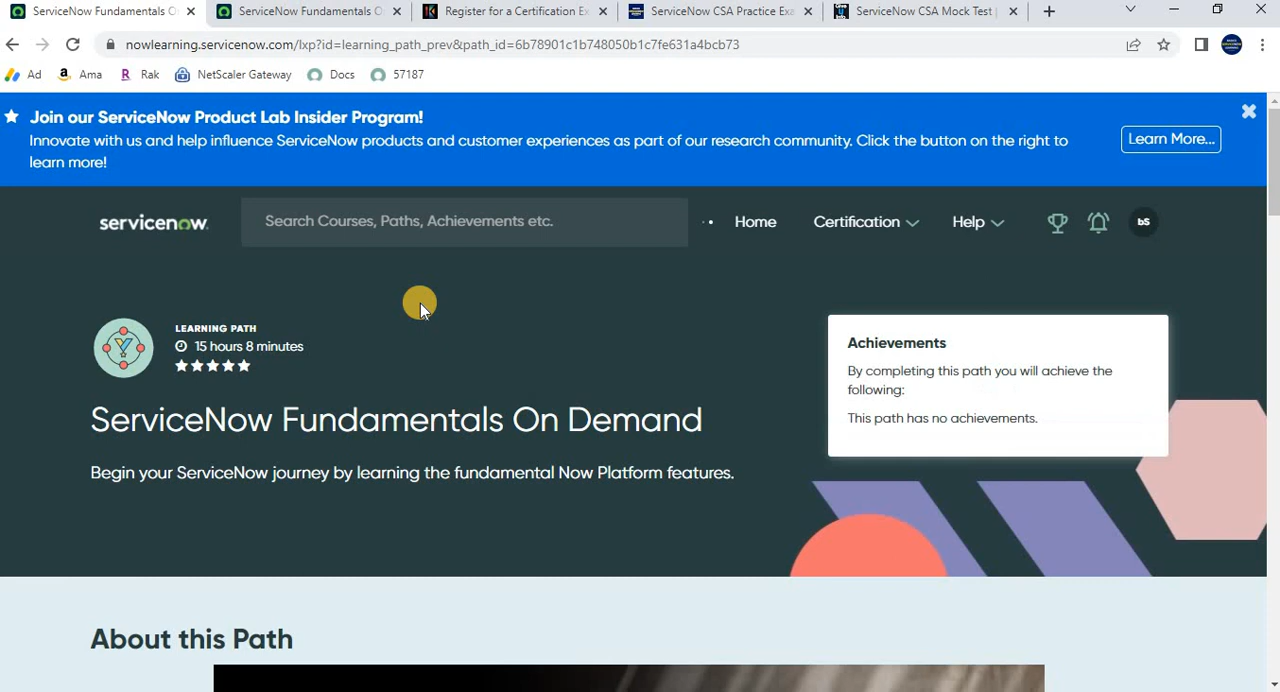 ServiceNow Fundamentals O
ServiceNow Fundamentals O
Register for a Certification Ex
ServiceNow CSA Practice Exa
ServiceNow CSA Mock Test |
nowlearning.servicenow.com/lxp?id=learning_path_prev&path_id=6b78901c1b748050b1c7fe631a4bcb73
Ad
Ama
Rak
NetScaler Gateway
Docs
57187
Join our ServiceNow Product Lab Insider Program!
Innovate with us and help influence ServiceNow products and customer experiences as part of our research community. Click the button on the right to
learn more!
Learn More...
servicenow
Search Courses, Paths, Achievements etc.
Home
Certification
Help
bS
LEARNING PATH
15 hours 8 minutes
ServiceNow Fundamentals On Demand
Begin your ServiceNow journey by learning the fundamental Now Platform features.
Achievements
By completing this path you will achieve the
following:
This path has no achievements.
About this Path